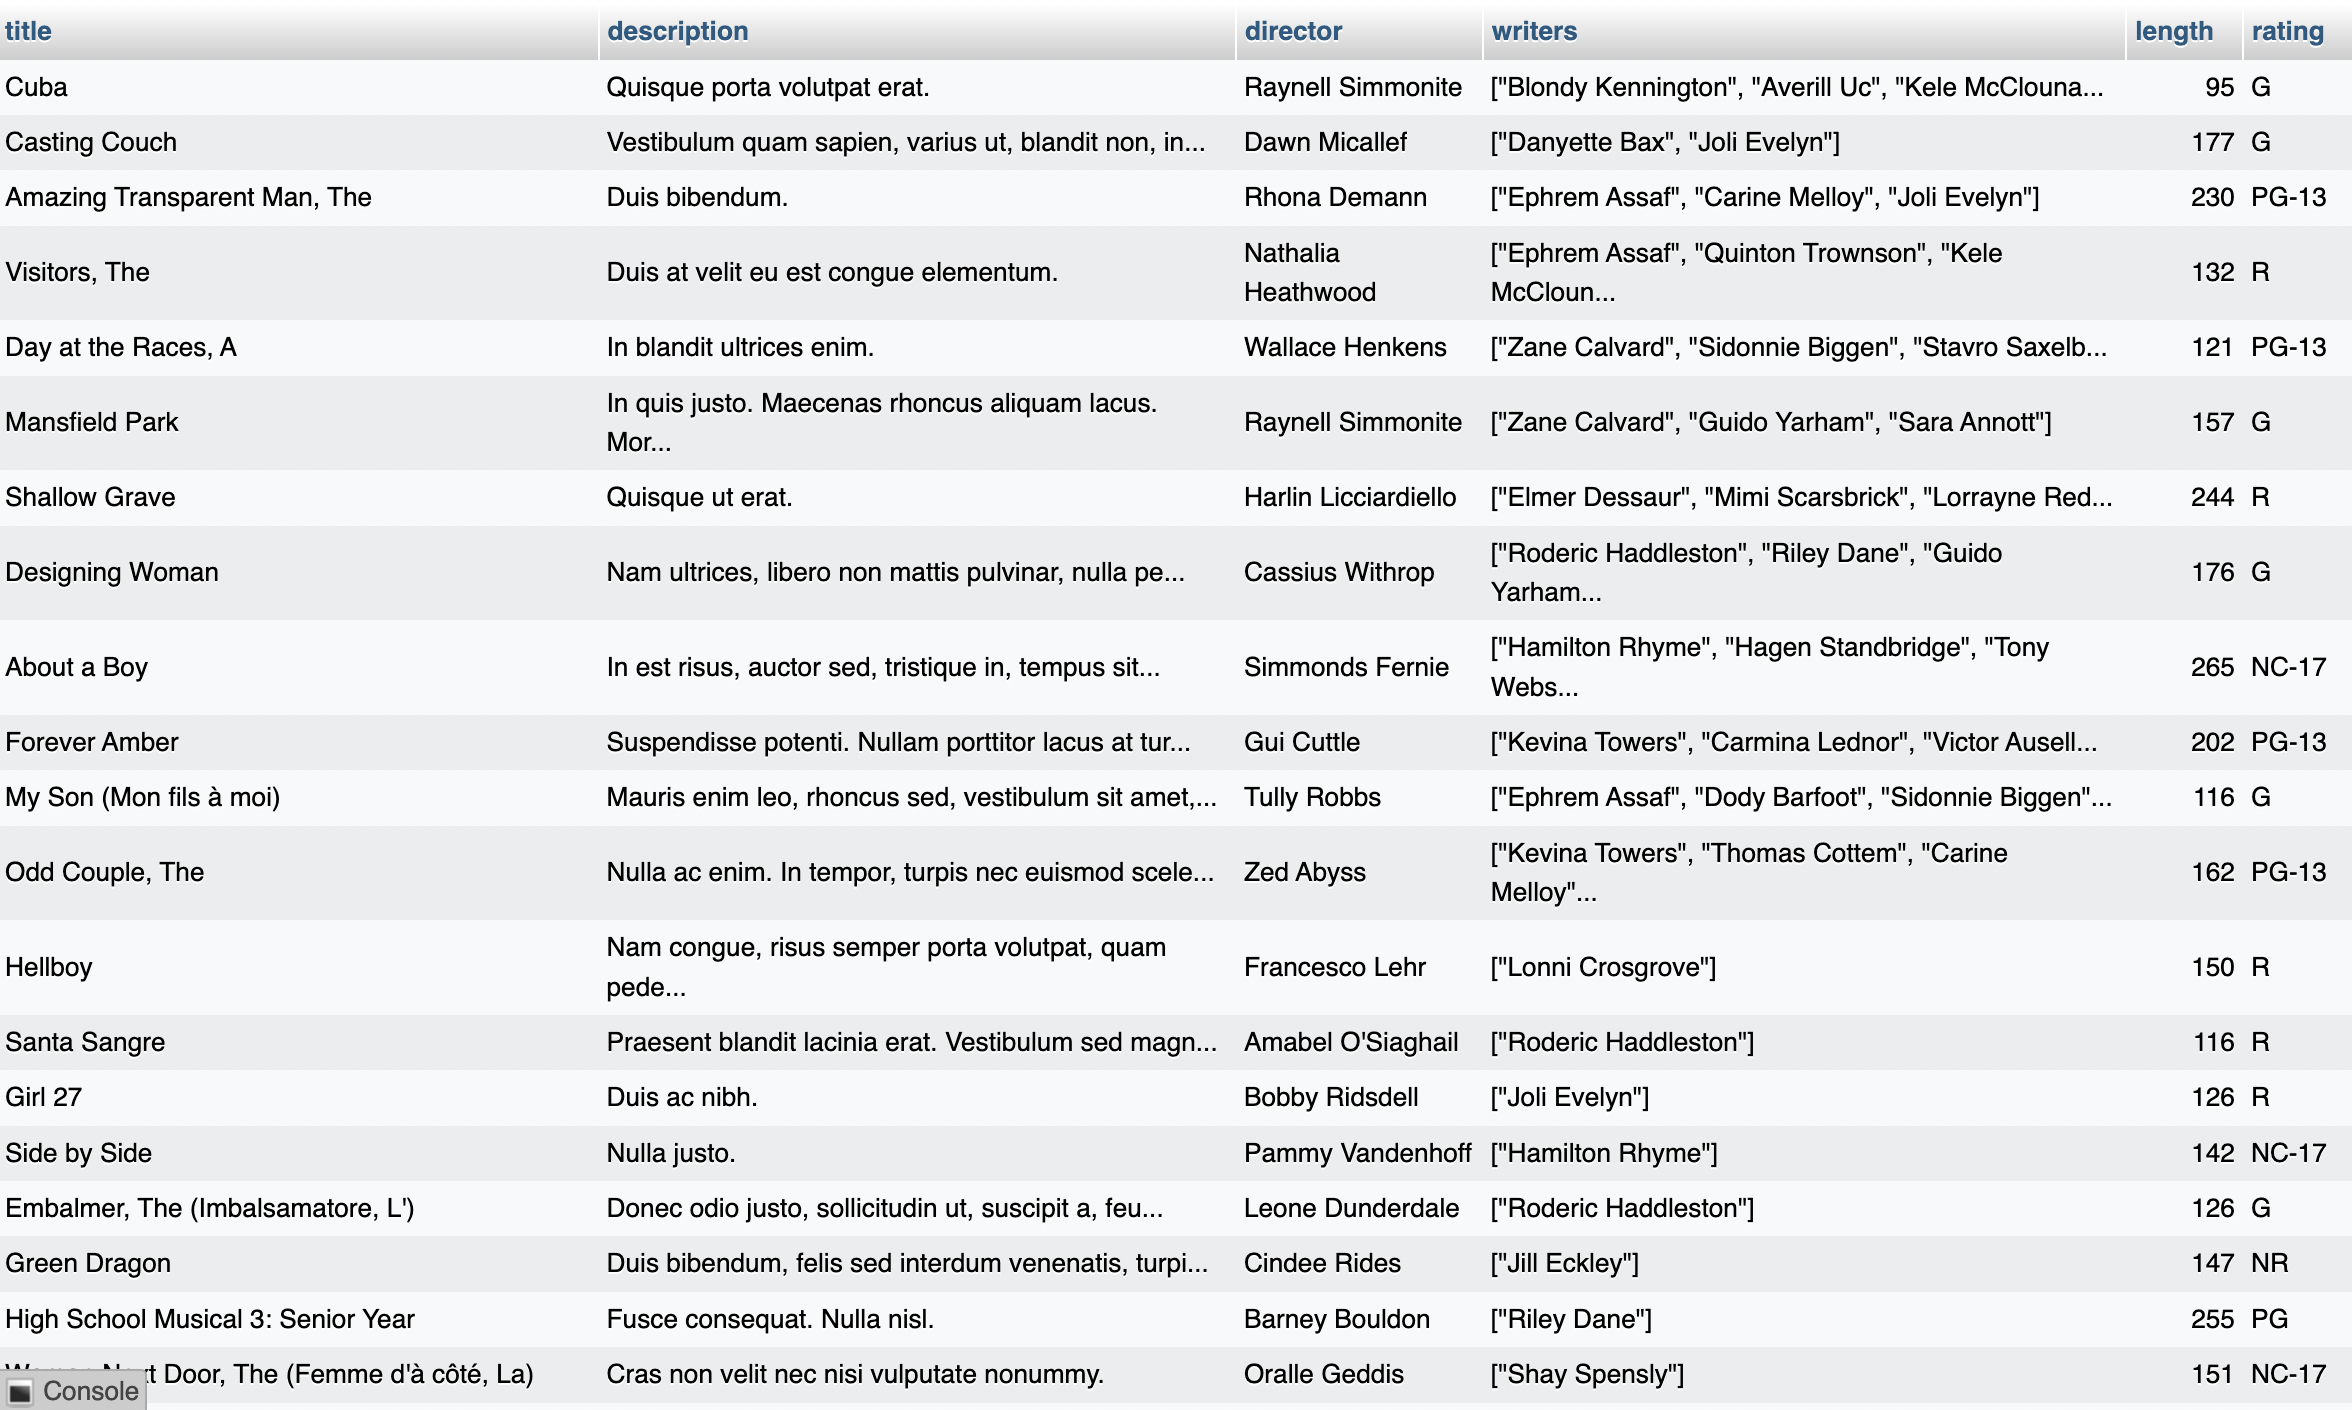 title description director writers length rating
Cuba Quisque porta volutpat erat. Raynell Simmonite ["Blondy Kennington", "Averill Uc", "Kele McClouna... 95 G
Casting Couch Vestibulum quam sapien, varius ut, blandit non, in... Dawn Micallef ["Danyette Bax", "Joli Evelyn"] 177 G
Amazing Transparent Man, The Duis bibendum. Rhona Demann ["Ephrem Assaf", "Carine Melloy", "Joli Evelyn"] 230 PG-13
Visitors, The Duis at velit eu est congue elementum. Nathalia Heathwood ["Ephrem Assaf", "Quinton Trownson", "Kele McCloun... 132 R
Day at the Races, A In blandit ultrices enim. Wallace Henkens ["Zane Calvard", "Sidonnie Biggen", "Stavro Saxelb... 121 PG-13
Mansfield Park In quis justo. Maecenas rhoncus aliquam lacus. Mor... Raynell Simmonite ["Zane Calvard", "Guido Yarham", "Sara Annott"] 157 G
Shallow Grave Quisque ut erat. Harlin Licciardiello ["Elmer Dessaur", "Mimi Scarsbrick", "Lorrayne Red... 244 R
Designing Woman Nam ultrices, libero non mattis pulvinar, nulla pe... Cassius Withrop ["Roderic Haddleston", "Riley Dane", "Guido Yarham... 176 G
About a Boy In est risus, auctor sed, tristique in, tempus sit... Simmonds Fernie ["Hamilton Rhyme", "Hagen Standbridge", "Tony Webs... 265 NC-17
Forever Amber Suspendisse potenti. Nullam porttitor lacus at tur... Gui Cuttle ["Kevina Towers", "Carmina Lednor", "Victor Ausell... 202 PG-13
My Son (Mon fils à moi) Mauris enim leo, rhoncus sed, vestibulum sit amet,... Tully Robbs ["Ephrem Assaf", "Dody Barfoot", "Sidonnie Biggen"... 116 G
Odd Couple, The Nulla ac enim. In tempor, turpis nec euismod scele... Zed Abyss ["Kevina Towers", "Thomas Cottem", "Carine Melloy"... 162 PG-13
Hellboy Nam congue, risus semper porta volutpat, quam pede... Francesco Lehr ["Lonni Crosgrove"] 150 R
Santa Sangre Praesent blandit lacinia erat. Vestibulum sed magn... Amabel O'Siaghail ["Roderic Haddleston"] 116 R
Girl 27 Duis ac nibh. Bobby Ridsdell ["Joli Evelyn"] 126 R
Side by Side Nulla justo. Pammy Vandenhoff ["Hamilton Rhyme"] 142 NC-17
Embalmer, The (Imbalsamatore, L') Donec odio justo, sollicitudin ut, suscipit a, feu... Leone Dunderdale ["Roderic Haddleston"] 126 G
Green Dragon Duis bibendum, felis sed interdum venenatis, turpi... Cindee Rides ["Jill Eckley"] 147 NR
High School Musical 3: Senior Year Fusce consequat. Nulla nisl. Barney Bouldon ["Riley Dane"] 255 PG
Door, The (Femme d'à côté, La) Cras non velit nec nisi vulputate nonummy. Oralle Geddis ["Shay Spensly"] 151 NC-17
Console